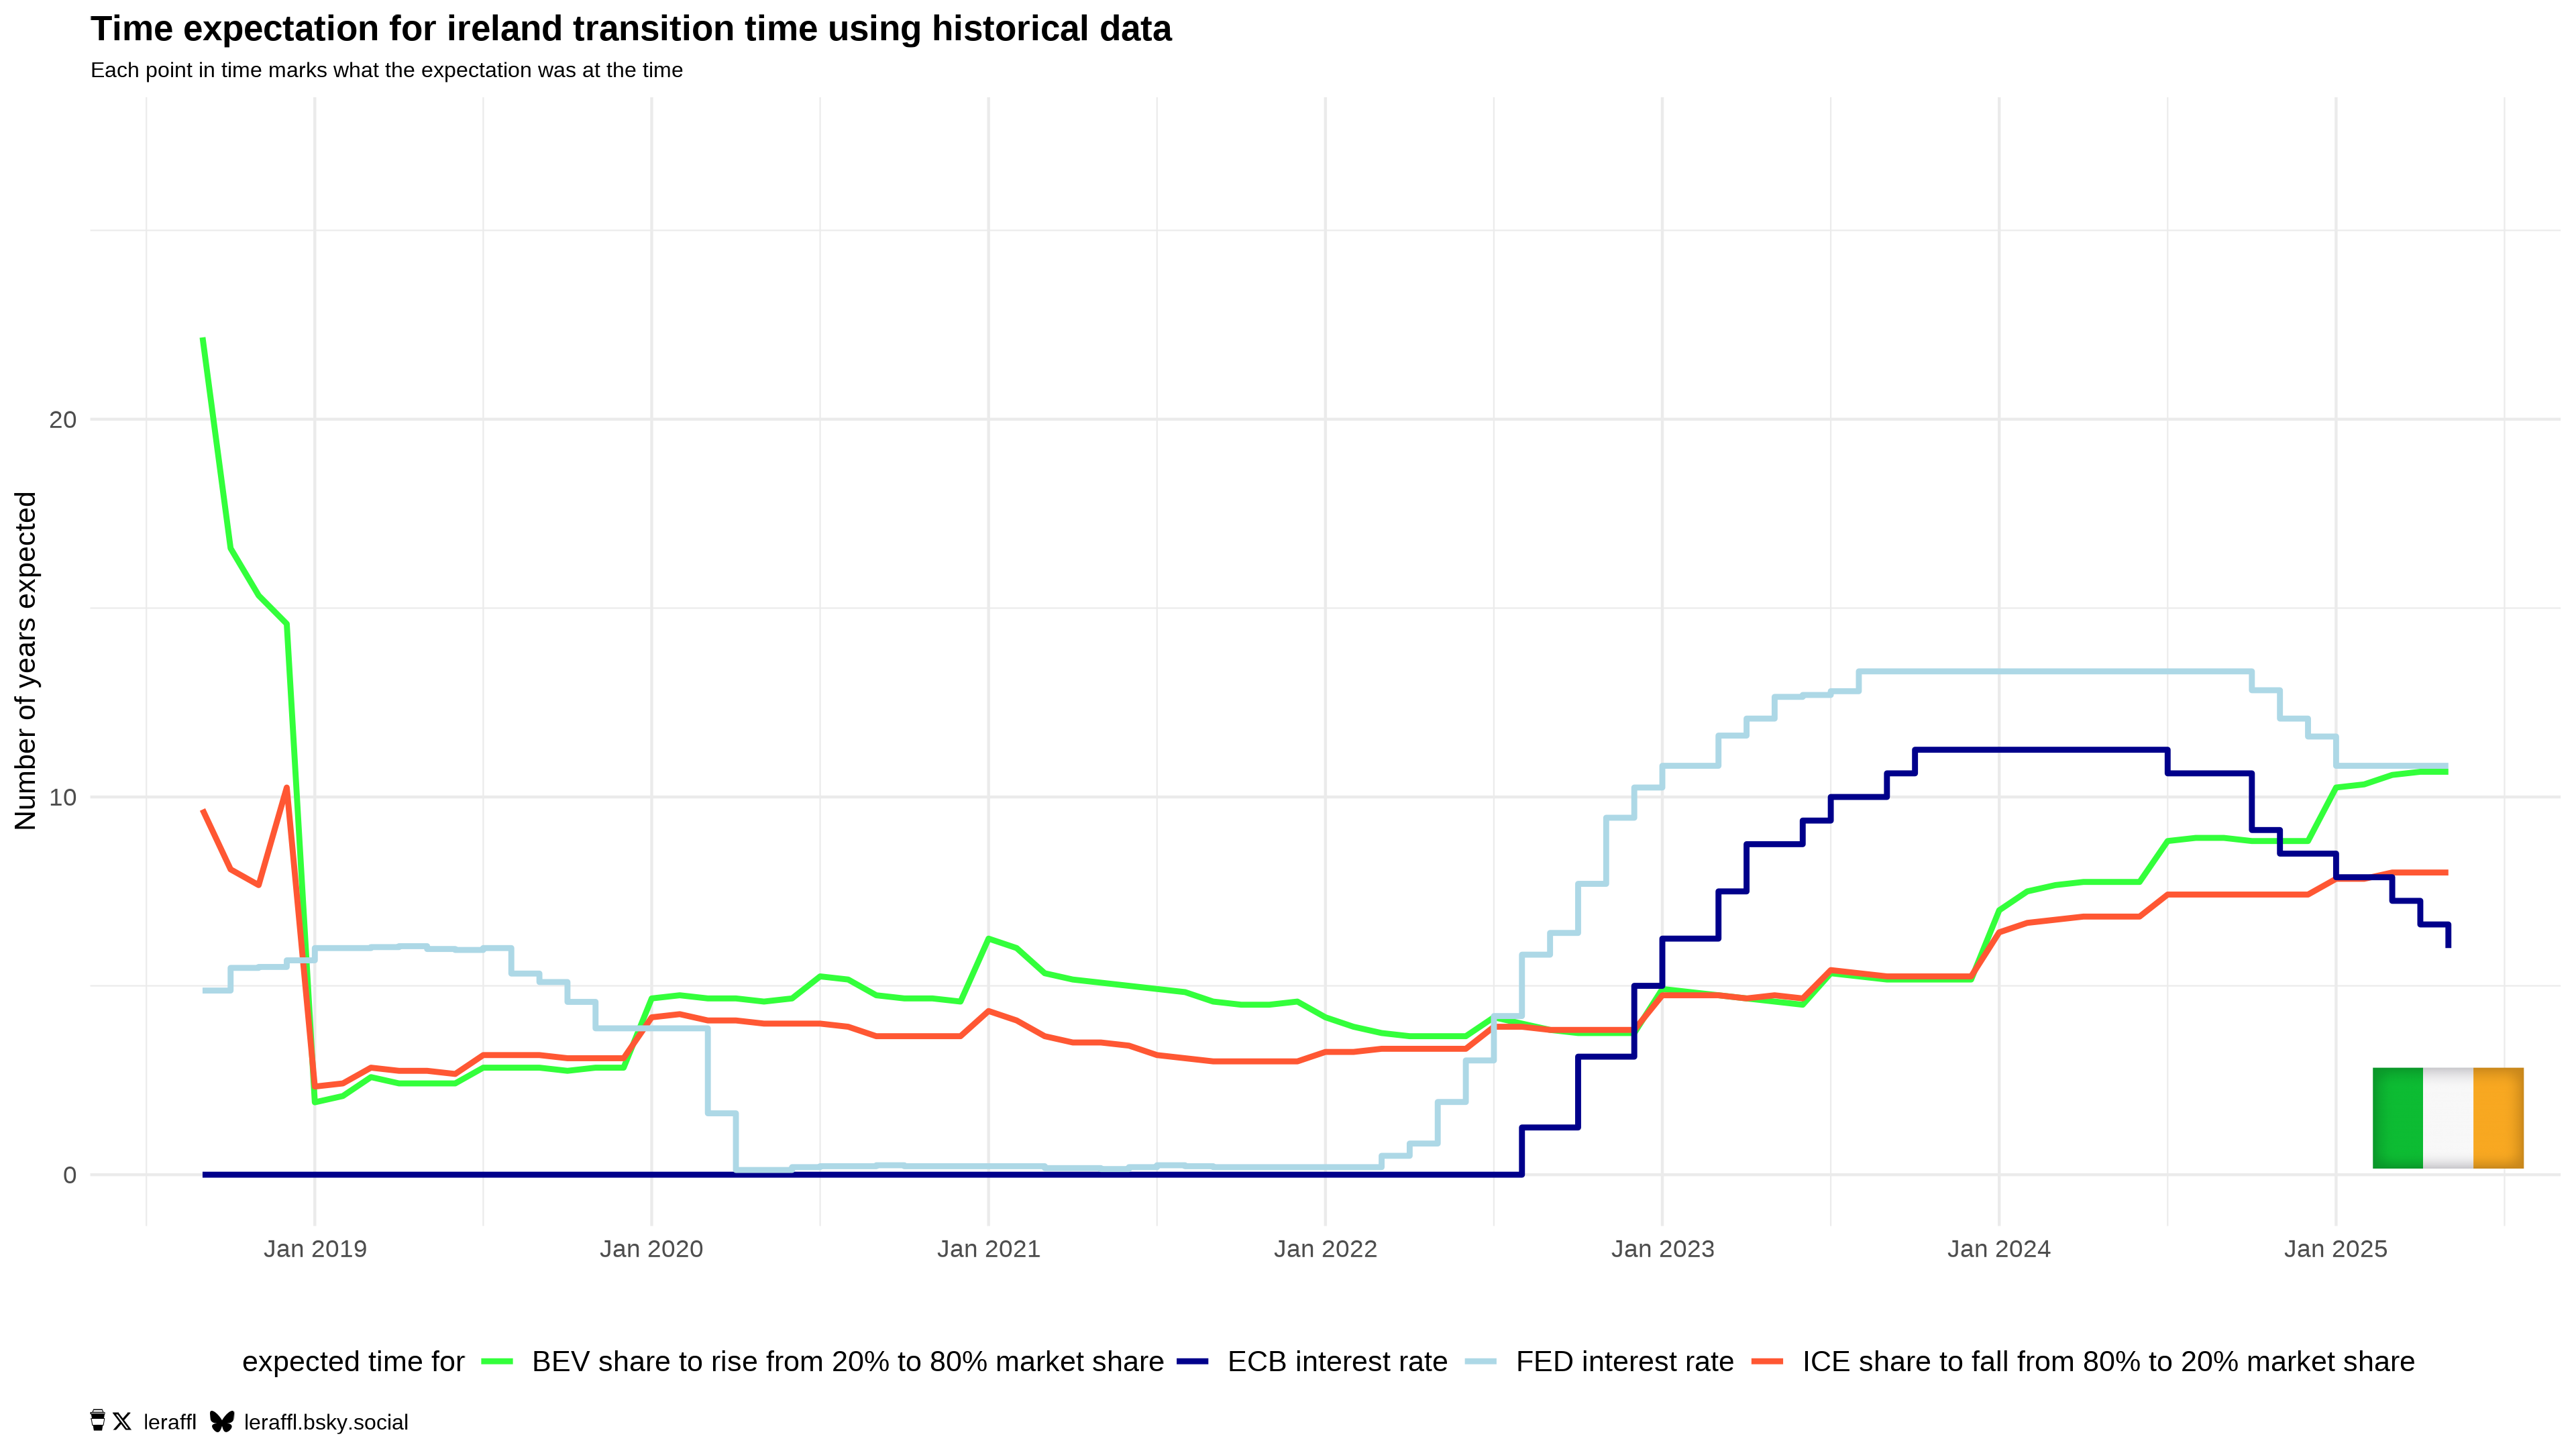 Time expectation for ireland transition time using historical data
Each point in time marks what the expectation was at the time
Number of years expected
20
10
0
Jan 2019 Jan 2020 Jan 2021 Jan 2022 Jan 2023 Jan 2024 Jan 2025
expected time for BEV share to rise from 20% to 80% market share ECB interest rate FED interest rate ICE share to fall from 80% to 20% market share
leraffl leraffl.bsky.social